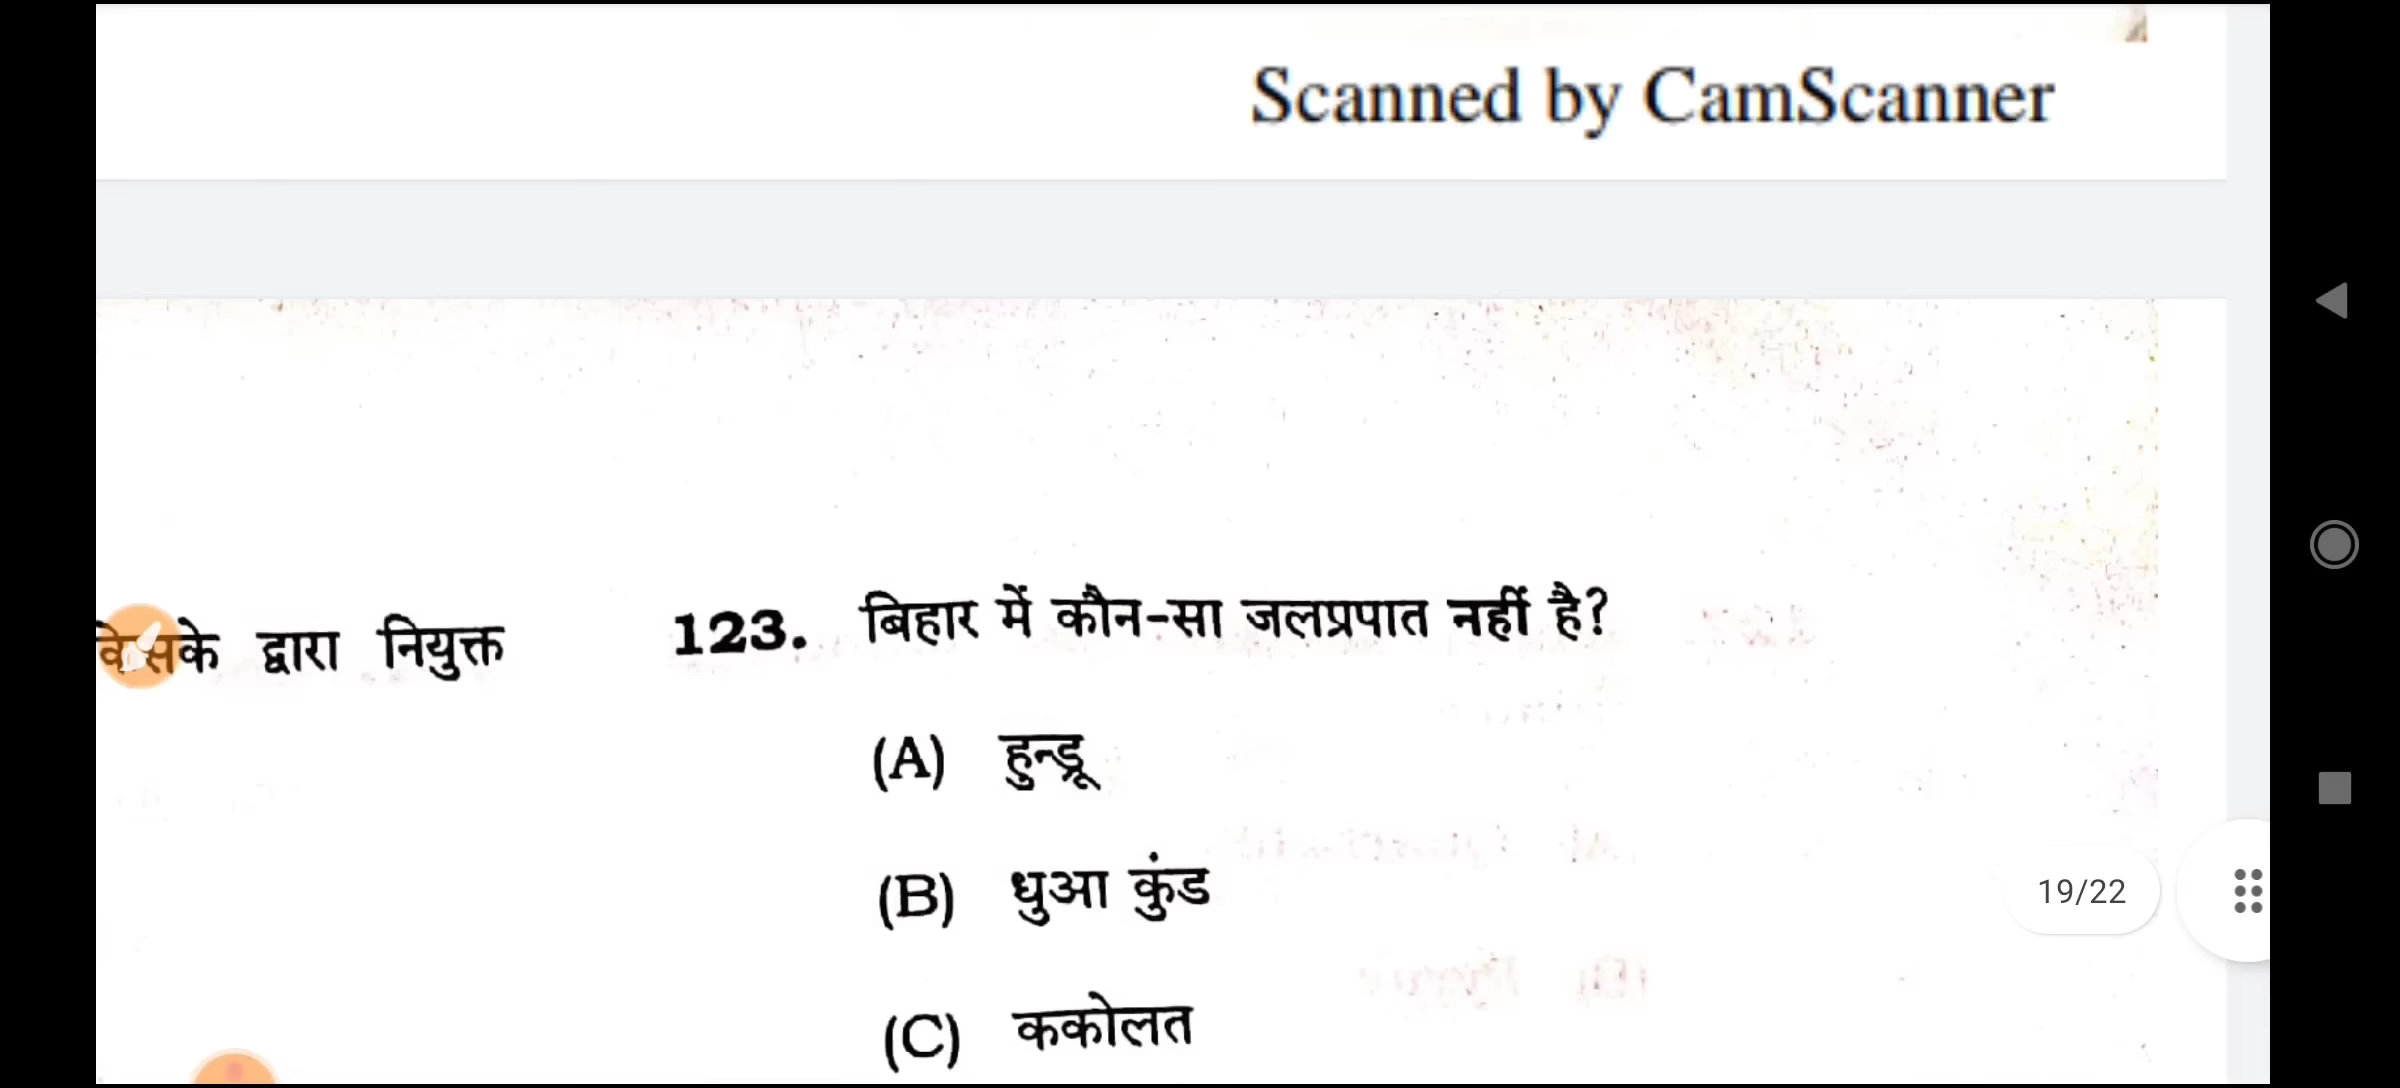 Scanned by CamScanner
के द्वारा नियुक्त
123. बिहार में कौन-सा जलप्रपात नहीं है?
(A) हुन्ड्रू
(B) धुआ कुंड
19/22
(C) ककोलत